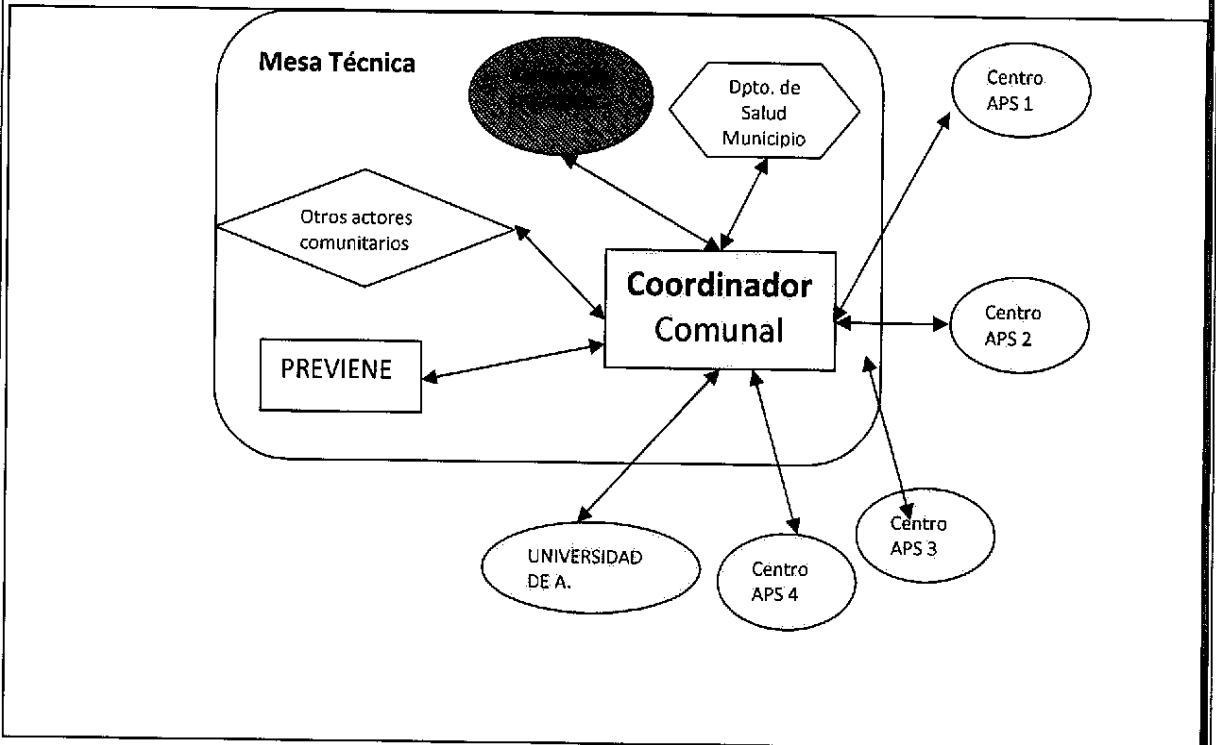 Mesa Técnica
Dpto. de
Salud
Municipio
Centro
APS 1
Otros actores
comunitarios
Coordinador
Comunal
Centro
APS 2
PREVIENE
UNIVERSIDAD
DE A.
Centro
APS 4
Centro
APS 3